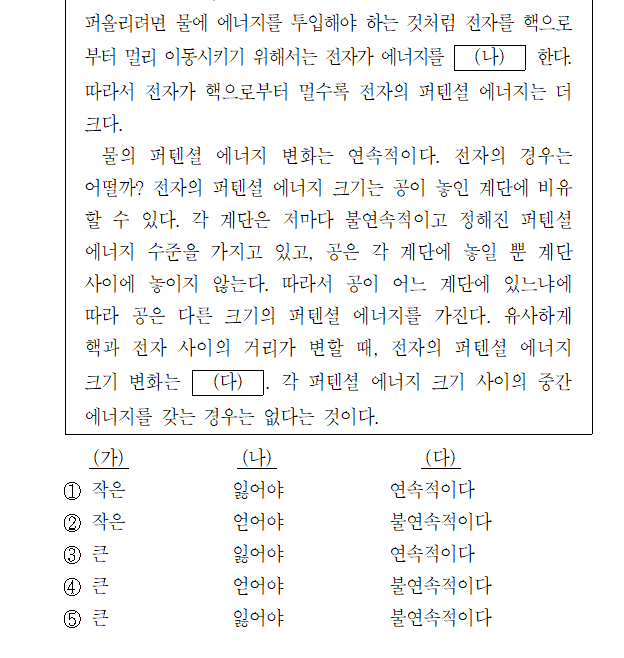 퍼올리려면 물에 에너지를 투입해야 하는 것처럼 전자를 핵으로
부터 멀리 이동시키기 위해서는 전자가 에너지를 (나) 한다.
따라서 전자가 핵으로부터 멀수록 전자의 퍼텐셜 에너지는 더
크다.
물의 퍼텐셜 에너지 변화는 연속적이다. 전자의 경우는
어떨까? 전자의 퍼텐셜 에너지 크기는 공이 놓인 계단에 비유
할 수 있다. 각 계단은 저마다 불연속적이고 정해진 퍼텐셜
에너지 수준을 가지고 있고, 공은 각 계단에 놓일 뿐 계단
사이에 놓이지 않는다. 따라서 공이 어느 계단에 있느냐에
따라 공은 다른 크기의 퍼텐셜 에너지를 가진다. 유사하게
핵과 전자 사이의 거리가 변할 때, 전자의 퍼텐셜 에너지
크기 변화는 (다) . 각 퍼텐셜 에너지 크기 사이의 중간
에너지를 갖는 경우는 없다는 것이다.
(가) (나) (다)
① 작은 잃어야 연속적이다
② 작은 얻어야 불연속적이다
③ 큰 잃어야 연속적이다
④ 큰 얻어야 불연속적이다
⑤ 큰 잃어야 불연속적이다